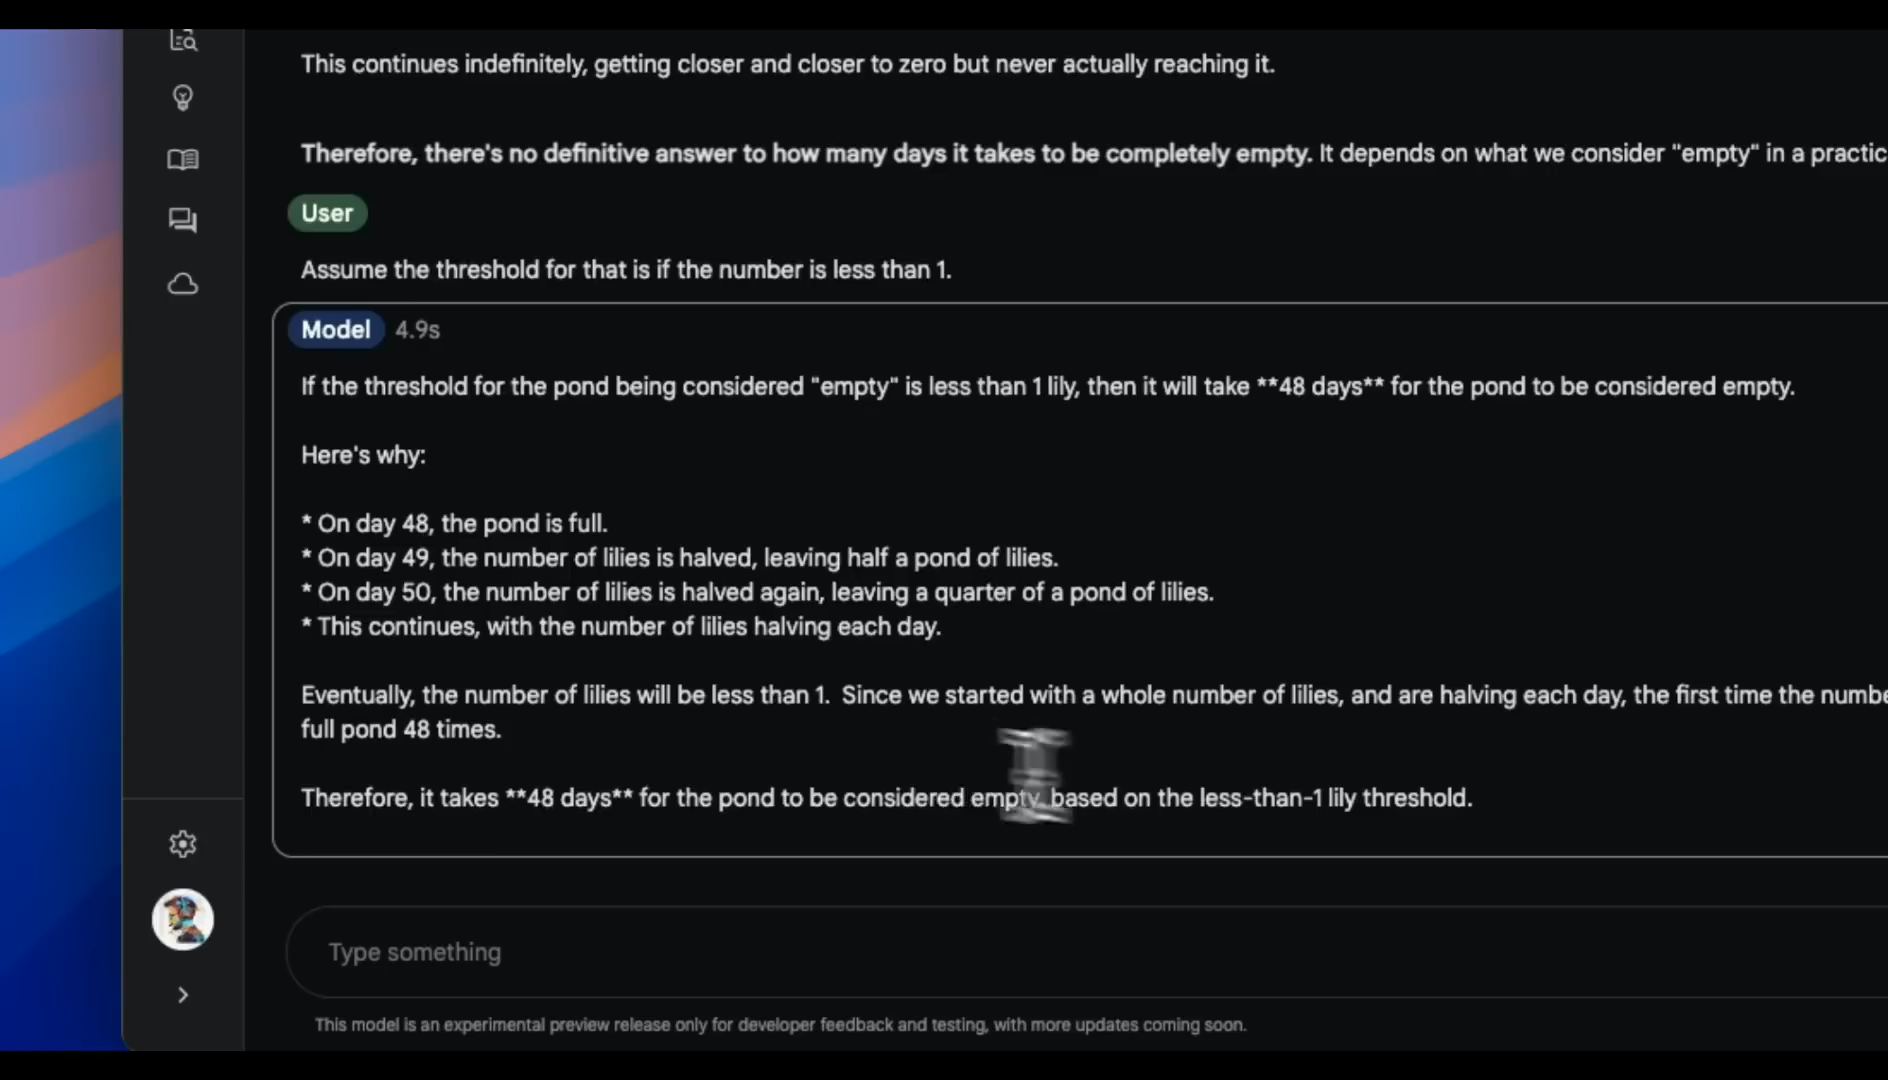 This continues indefinitely, getting closer and closer to zero but never actually reaching it.
Therefore, there's no definitive answer to how many days it takes to be completely empty. It depends on what we consider "empty" in a
User
Assume the threshold for that is if the number is less than 1.
Model 4.9s
If the threshold for the pond being considered "empty" is less than 1 lily, then it will take **48 days** for the pond to be considered empty.
Here's why:
* On day 48, the pond is full.
* On day 49, the number of lilies is halved, leaving half a pond of lilies.
* On day 50, the number of lilies is halved again, leaving a quarter of a pond of lilies.
* This continues, with the number of lilies halving each day.
Eventually, the number of lilies will be less than 1. Since we started with a whole number of lilies, and are halving each day, the first time the
full pond 48 times.
Therefore, it takes **48 days** for the pond to be considered empty based on the less-than-1 lily threshold.
Type something
This model is an experimental preview release only for developer feedback and testing, with more updates coming soon.